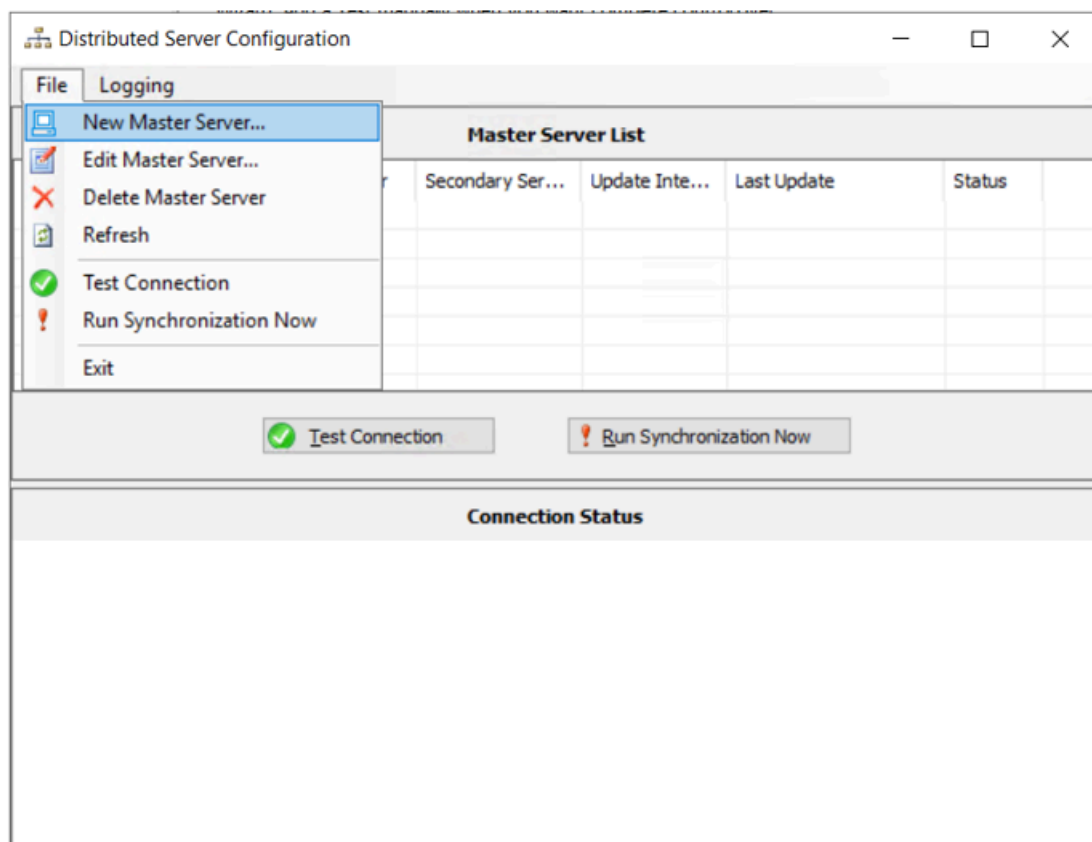 Distributed Server Configuration
File Logging
New Master Server...
Master Server List
Edit Master Server...
Secondary Ser... Update Inte... Last Update Status
Delete Master Server
Refresh
Test Connection
Run Synchronization Now
Exit
Test Connection
Run Synchronization Now
Connection Status